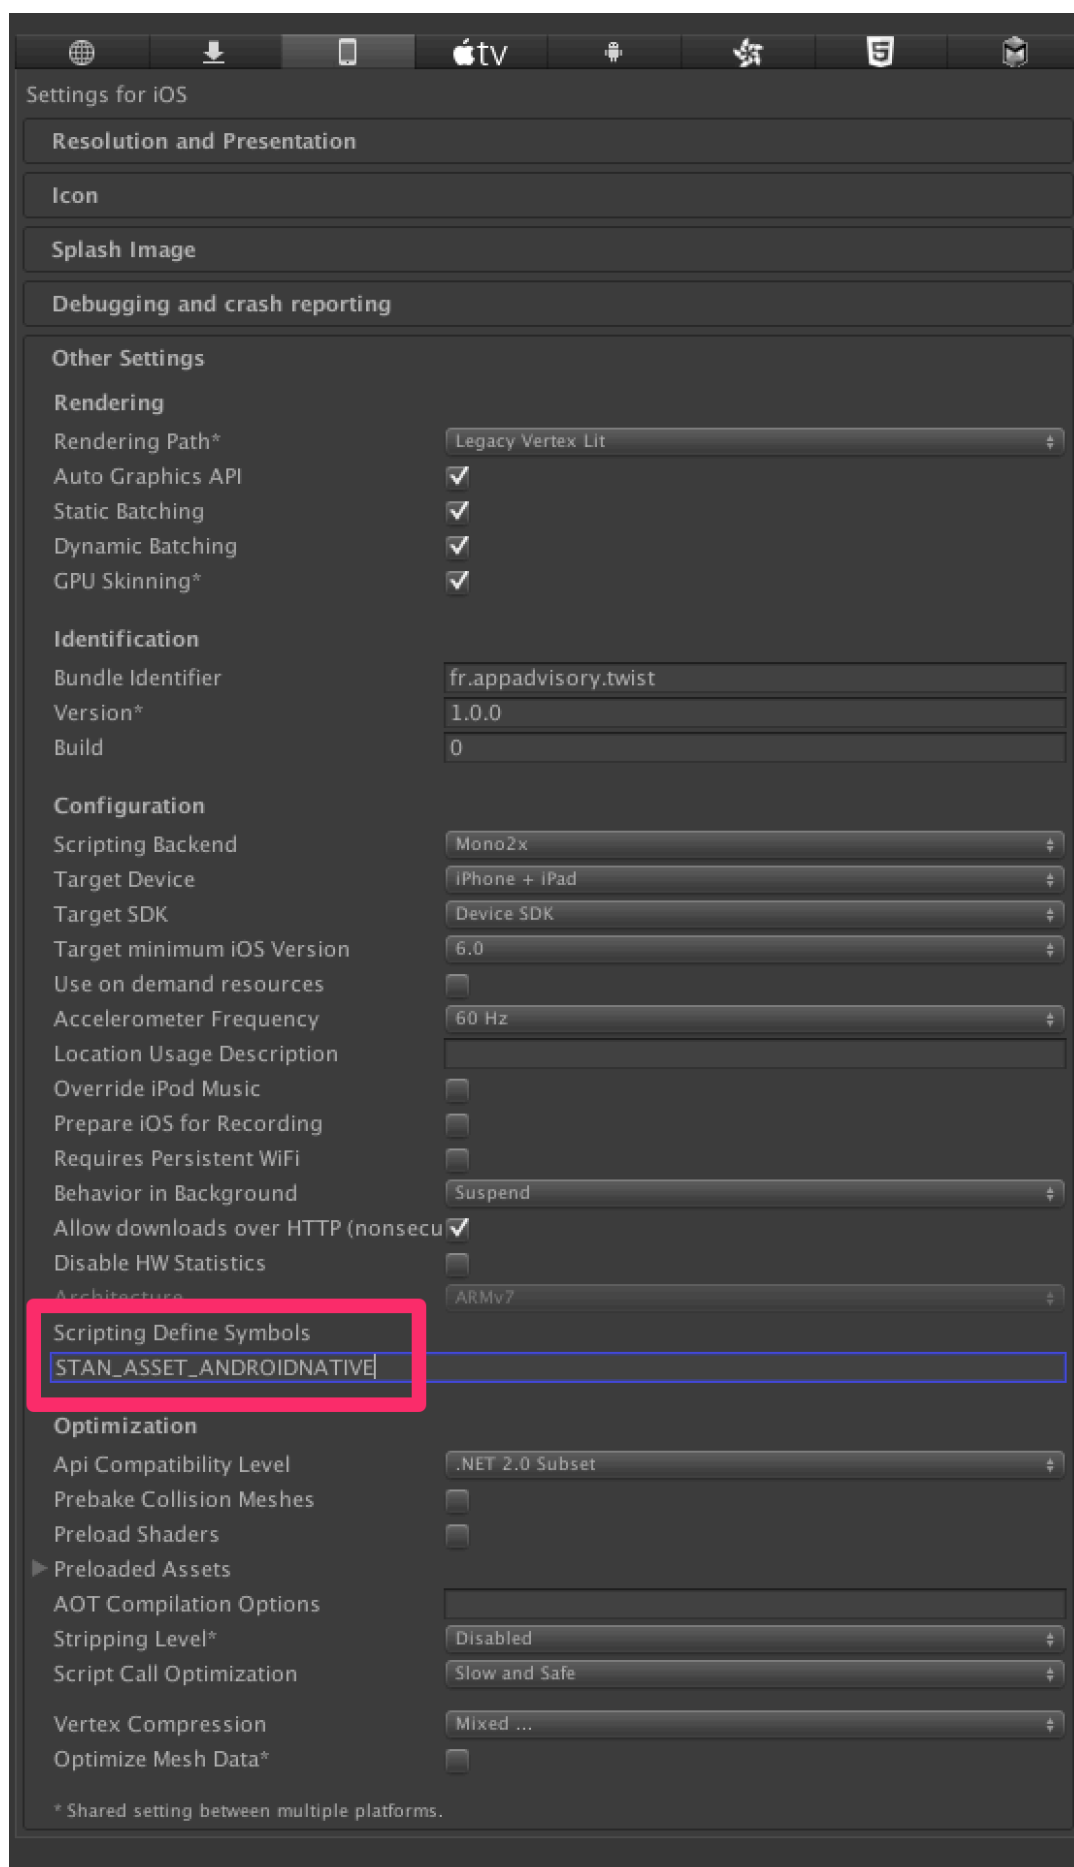 tv
Settings for iOS
Resolution and Presentation
Icon
Splash Image
Debugging and crash reporting
Other Settings
Rendering
Rendering Path* Legacy Vertex Lit
Auto Graphics API
Static Batching
Dynamic Batching
GPU Skinning*
Identification
Bundle Identifier fr.appadvisory.twist
Version* 1.0.0
Build 0
Configuration
Scripting Backend Mono2x
Target Device iPhone + iPad
Target SDK Device SDK
Target minimum iOS Version 6.0
Use on demand resources
Accelerometer Frequency 60 Hz
Location Usage Description
Override iPod Music
Prepare iOS for Recording
Requires Persistent WiFi
Behavior in Background Suspend
Allow downloads over HTTP (nonsecu
Disable HW Statistics
Architecture ARMv7
Scripting Define Symbols
STAN_ASSET_ANDROIDNATIVE
Optimization
Api Compatibility Level .NET 2.0 Subset
Prebake Collision Meshes
Preload Shaders
Preloaded Assets
AOT Compilation Options
Stripping Level* Disabled
Script Call Optimization Slow and Safe
Vertex Compression Mixed ...
Optimize Mesh Data*
* Shared setting between multiple platforms.